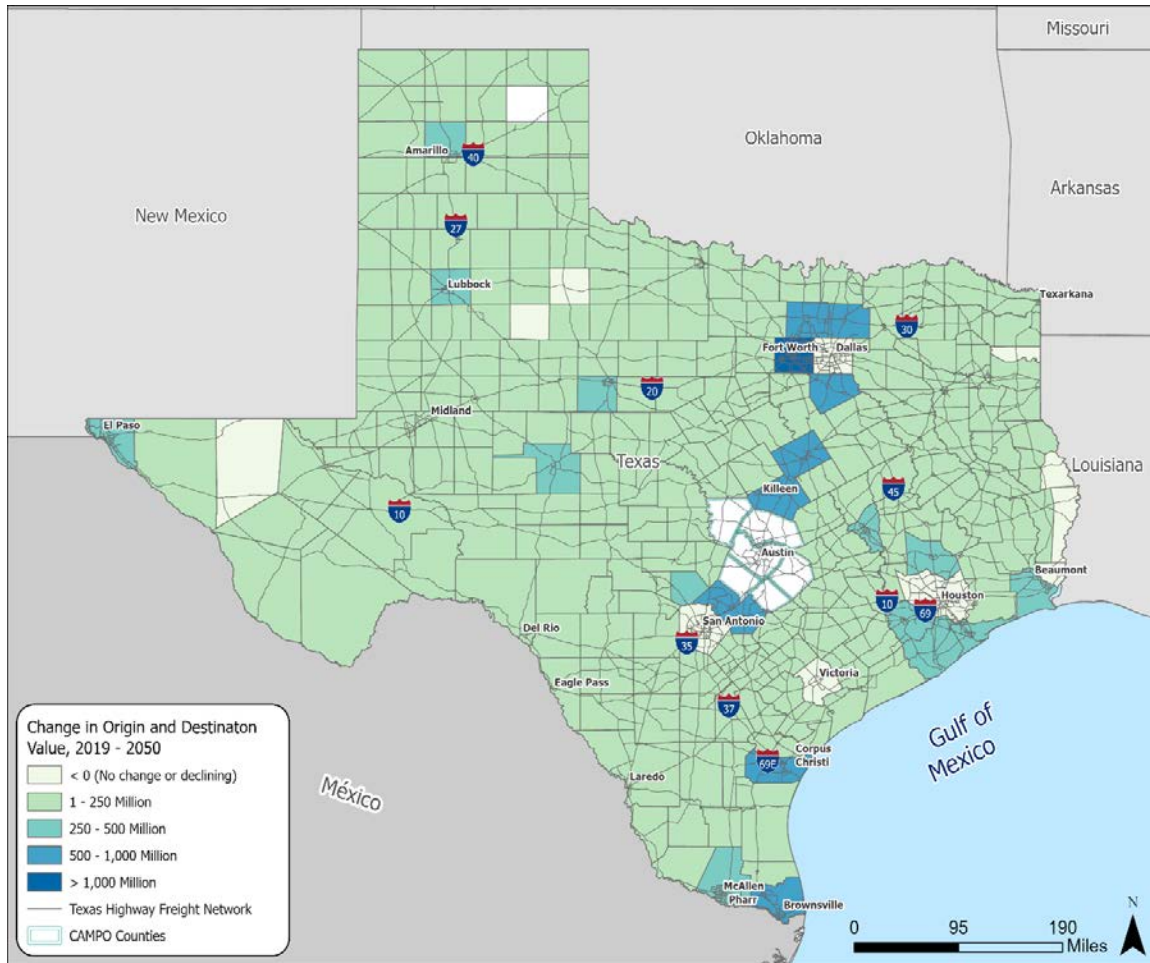 Missouri
Oklahoma
Arkansas
Amarillo
40
New Mexico
27
Lubbock
Texarkana
30
Fort Worth
Dallas
20
Midland
El Paso
Texas
Louisiana
Killeen
45
10
Austin
Beaumont
Houston
10
69
San Antonio
Del Rio
35
Victoria
Eagle Pass
37
Gulf of
Mexico
Corpus
Christi
69E
Laredo
México
McAllen
Pharr
Brownsville
Change in Origin and Destinaton
Value, 2019 - 2050
< 0 (No change or declining)
1 - 250 Million
250 - 500 Million
500 - 1,000 Million
> 1,000 Million
Texas Highway Freight Network
CAMPO Counties
N
0 95 190
Miles